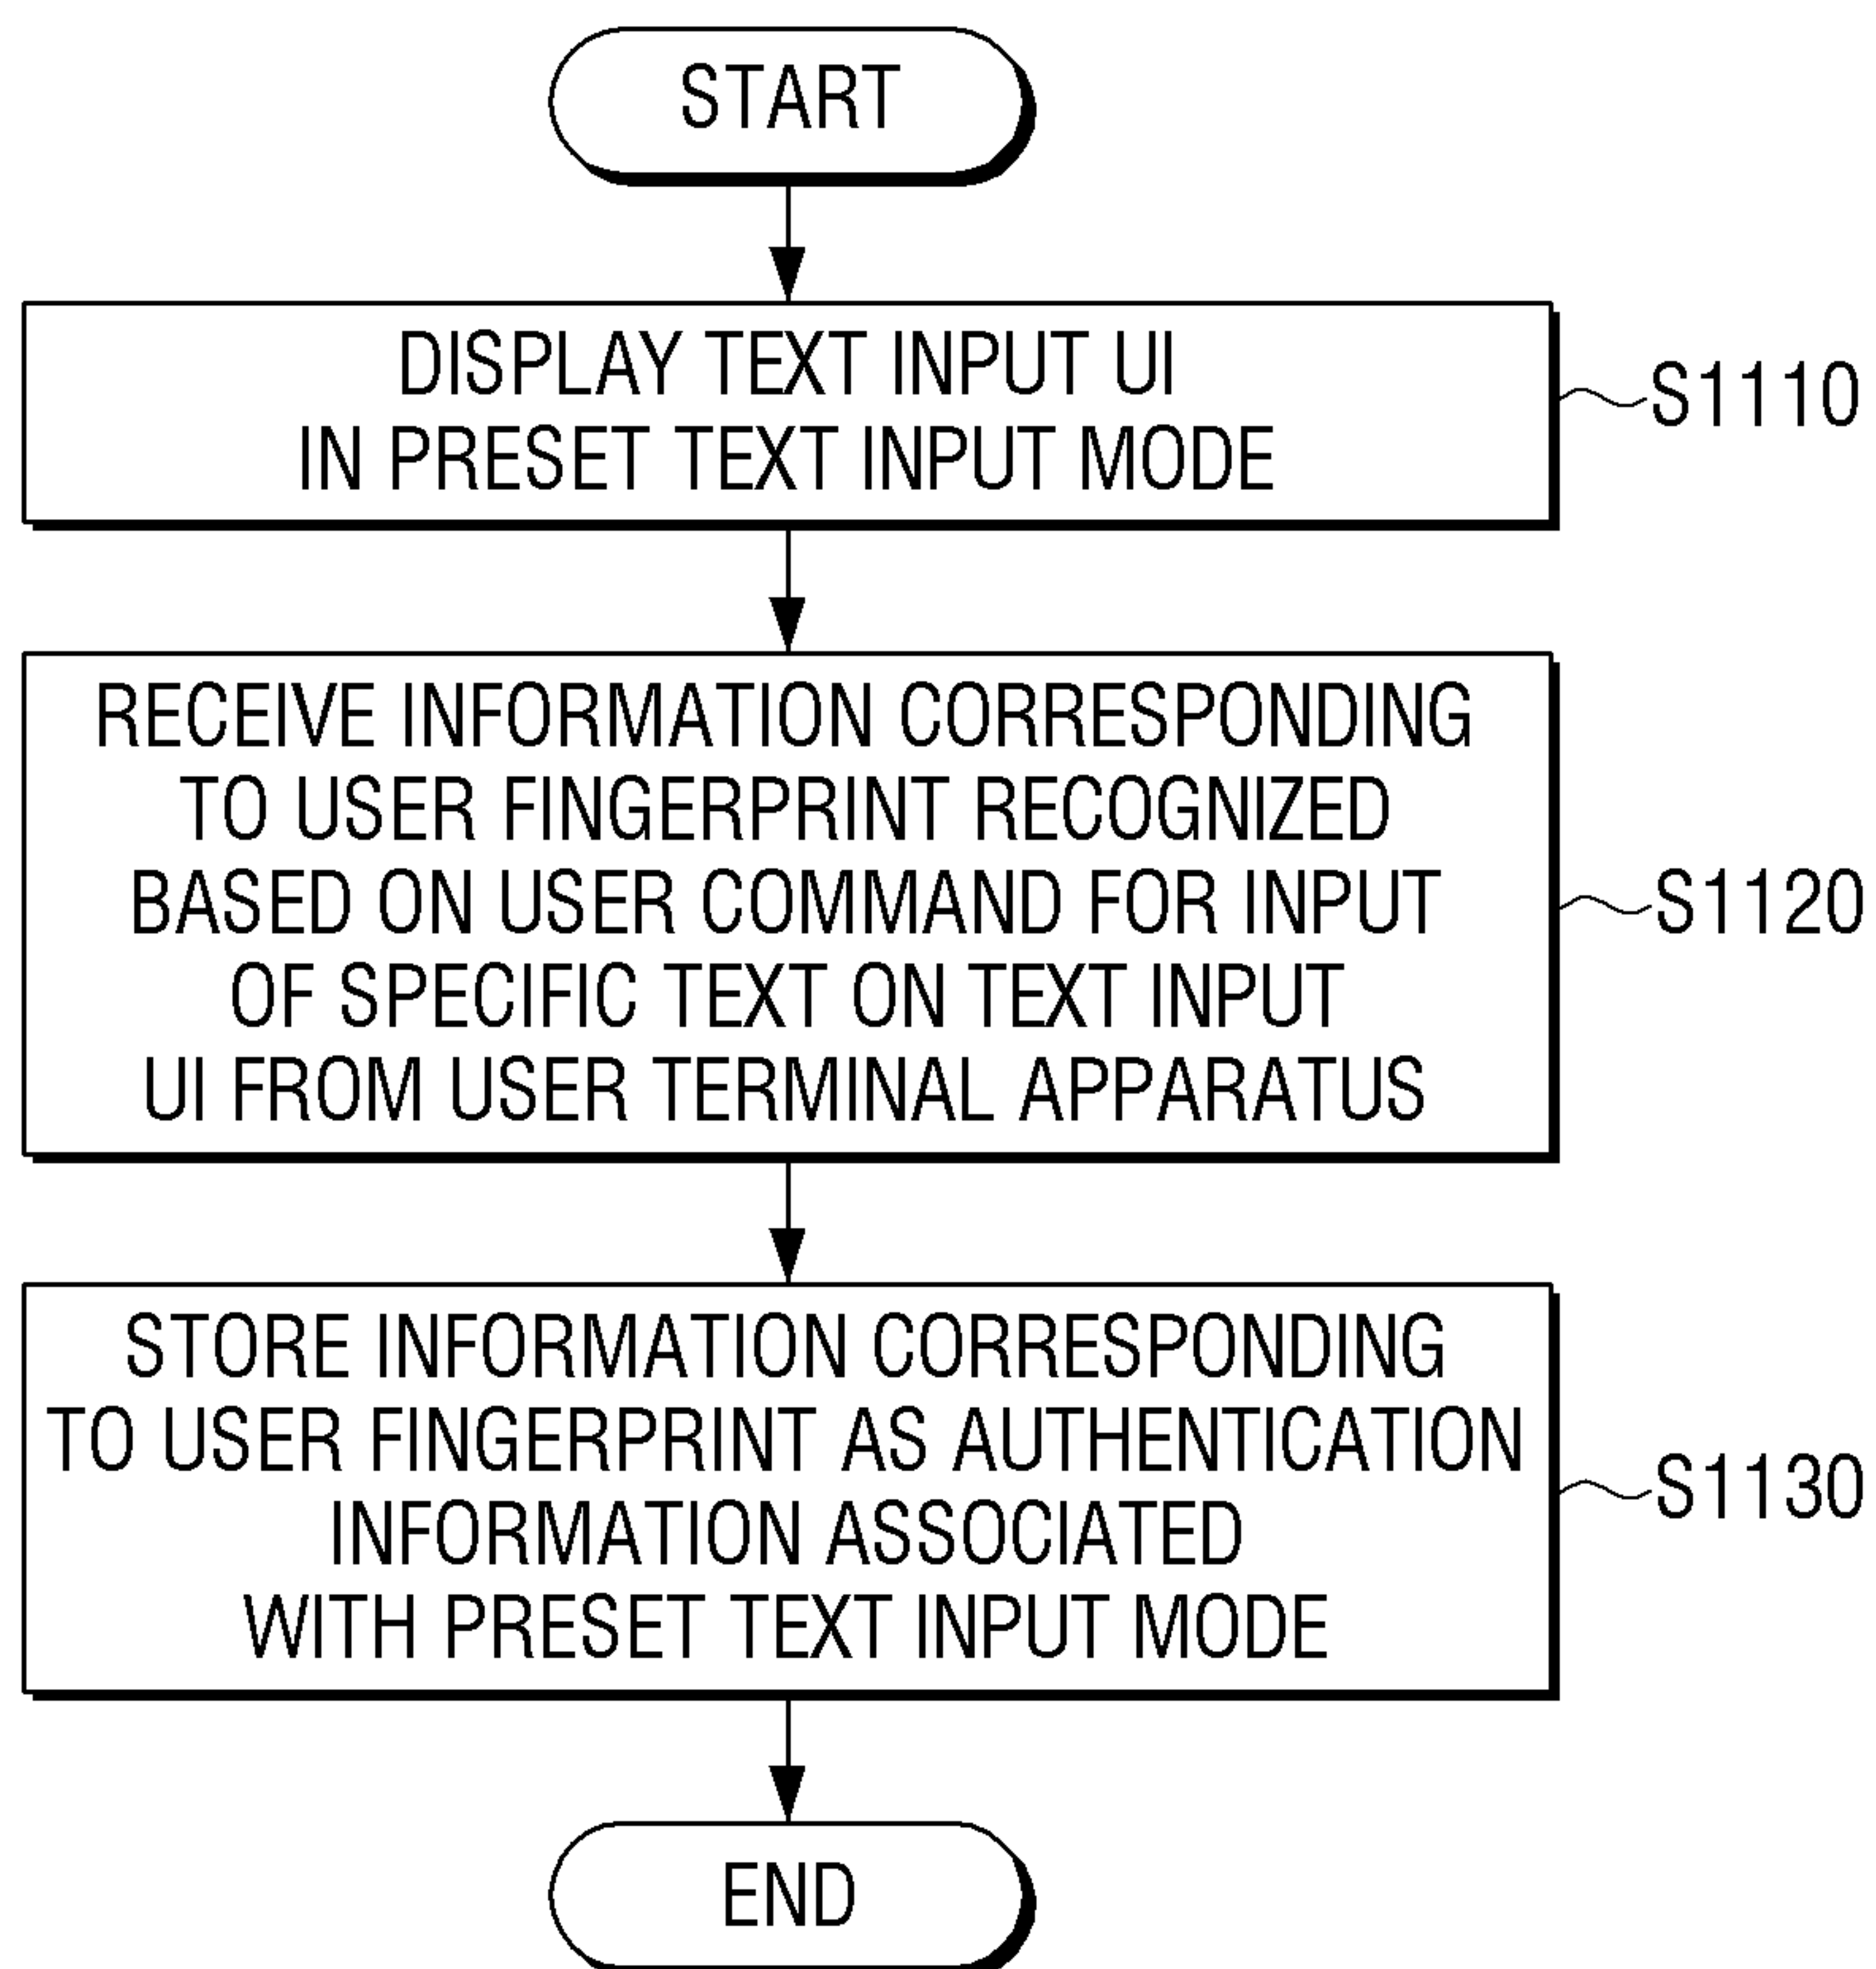 START
DISPLAY TEXT INPUT UI
IN PRESET TEXT INPUT MODE
S1110
RECEIVE INFORMATION CORRESPONDING
TO USER FINGERPRINT RECOGNIZED
BASED ON USER COMMAND FOR INPUT
OF SPECIFIC TEXT ON TEXT INPUT
UI FROM USER TERMINAL APPARATUS
S1120
STORE INFORMATION CORRESPONDING
TO USER FINGERPRINT AS AUTHENTICATION
INFORMATION ASSOCIATED
WITH PRESET TEXT INPUT MODE
S1130
END